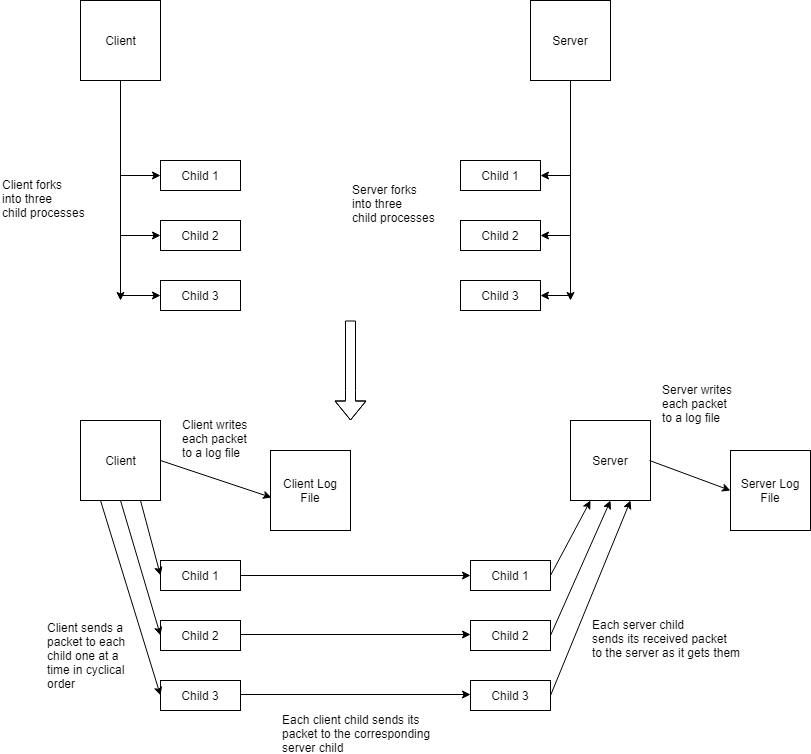 Client
Server
Child 1
Child 1
Client forks
into three
child processes
Server forks
into three
child processes
Child 2
Child 2
Child 3
Child 3
Server writes
each packet
to a log file
Client writes
each packet
to a log file
Client
Server
Client Log
File
Server Log
File
Child 1
Child 1
Client sends a
packet to each
child one at a
time in cyclical
order
Child 2
Child 2
Each server child
sends its received packet
to the server as it gets them
Child 3
Child 3
Each client child sends its
packet to the corresponding
server child